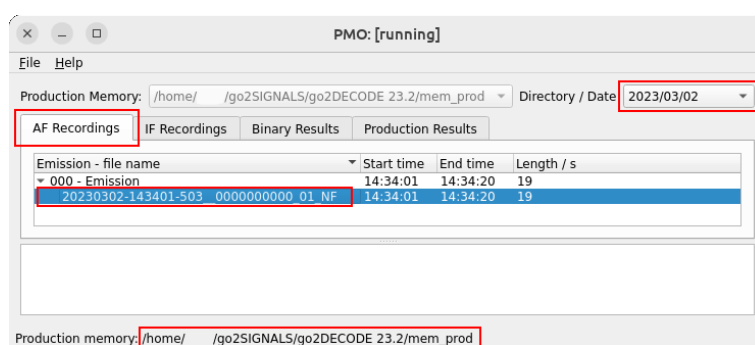 PMO: [running]
File Help
Production Memory: /home/ /go2SIGNALS/go2DECODE 23.2/mem_prod Directory / Date 2023/03/02
AF Recordings IF Recordings Binary Results Production Results
Emission - file name Start time End time Length / s
000 - Emission 14:34:01 14:34:20 19
20230302-143401-503__0000000000_01_NF 14:34:01 14:34:20 19
Production memory: /home/ /go2SIGNALS/go2DECODE 23.2/mem_prod